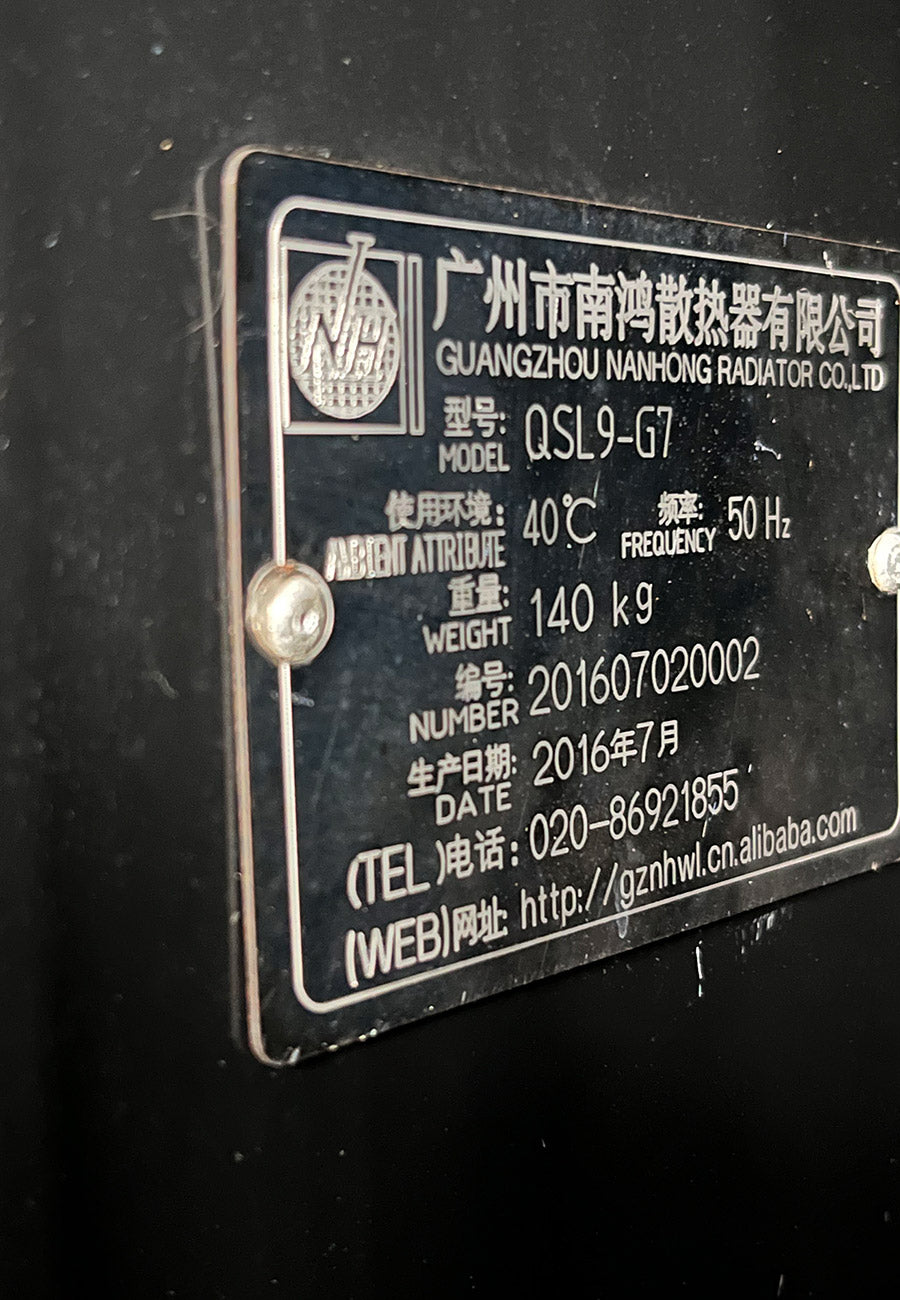 NH
广州市南鸿散热器有限公司
GUANGZHOU NANHONG RADIATOR CO.,LTD
型号: QSL9-G7
MODEL
使用环境: 40℃ 频率: 50 Hz
AMBIENT ATTRIBUTE FREQUENCY
重量: 140 kg
WEIGHT
编号: 201607020002
NUMBER
生产日期: 2016年7月
DATE
(TEL)电话: 020-86921855
(WEB)网址: http://gznhwl.cn.alibaba.com